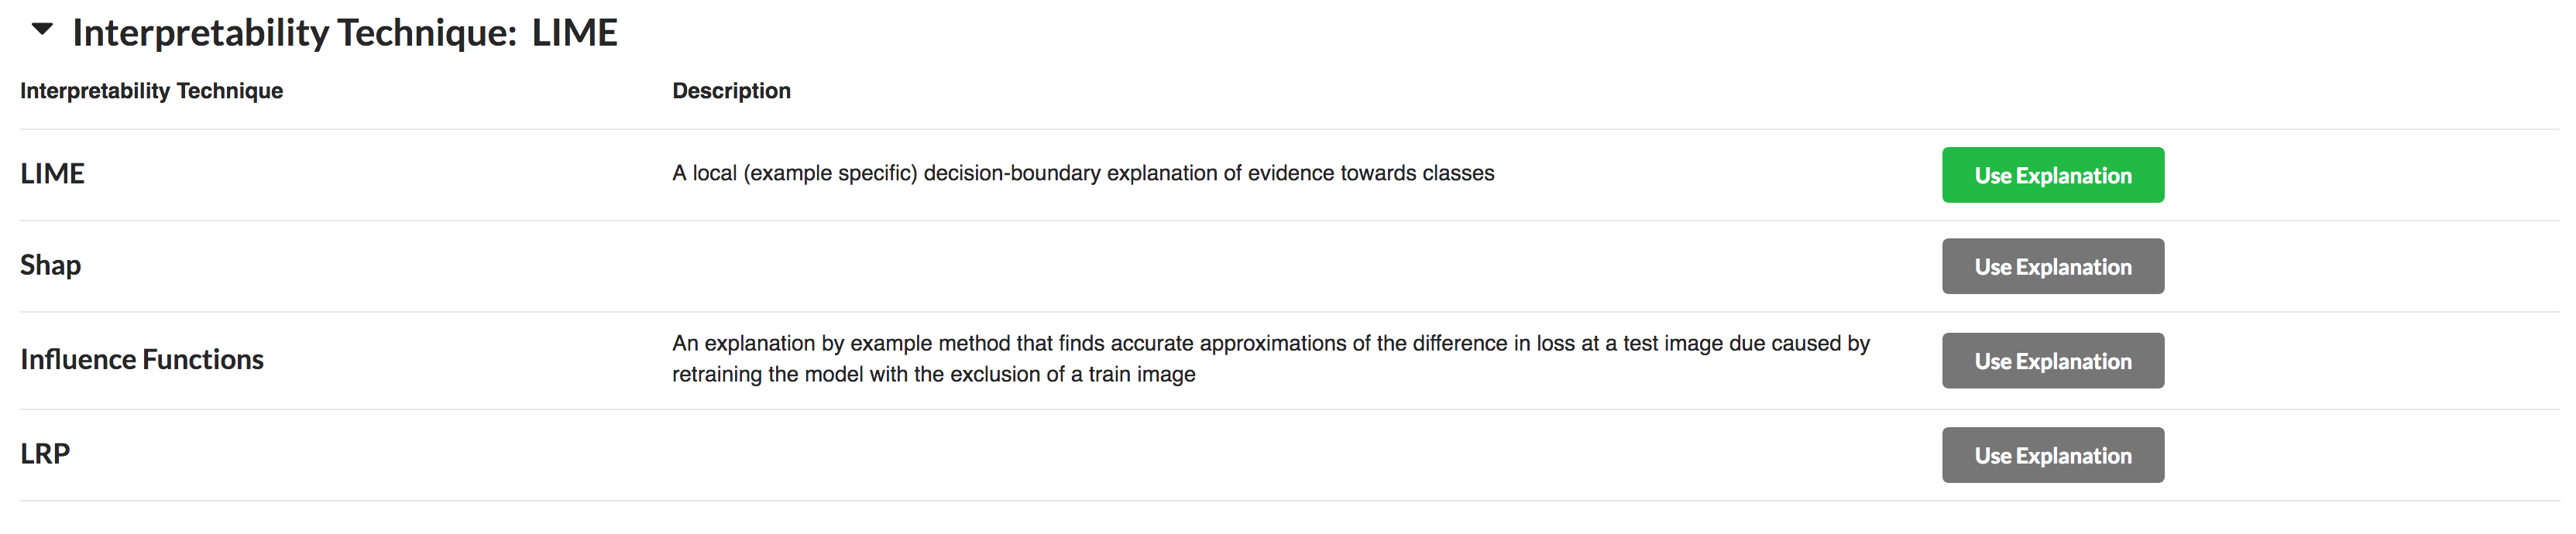 Interpretability Technique: LIME
Interpretability Technique Description
LIME A local (example specific) decision-boundary explanation of evidence towards classes Use Explanation
Shap Use Explanation
Influence Functions An explanation by example method that finds accurate approximations of the difference in loss at a test image due caused by
retraining the model with the exclusion of a train image Use Explanation
LRP Use Explanation